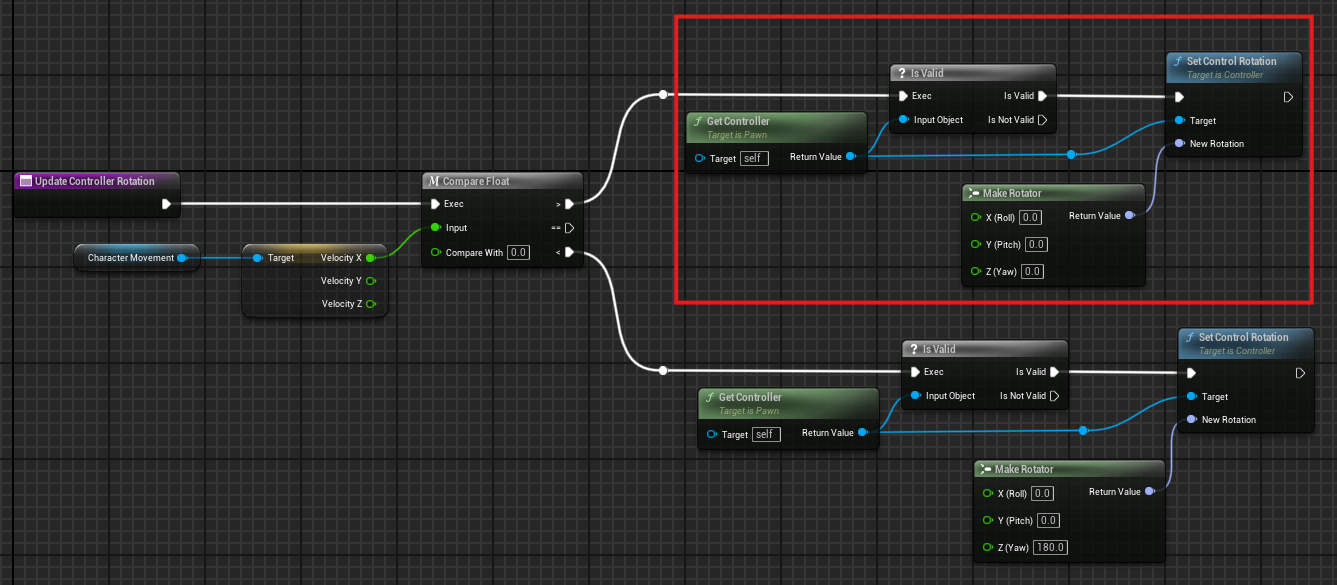 Update Controller Rotation
Character Movement
Target
Velocity X
Velocity Y
Velocity Z
Compare Float
Exec
>
Input
==
Compare With
0.0
<
Get Controller
Target is Pawn
Target
self
Return Value
? Is Valid
Exec
Is Valid
Input Object
Is Not Valid
f Set Control Rotation
Target is Controller
Target
New Rotation
Make Rotator
X (Roll) 0.0
Return Value
Y (Pitch) 0.0
Z (Yaw) 0.0
Get Controller
Target is Pawn
Target
self
Return Value
? Is Valid
Exec
Is Valid
Input Object
Is Not Valid
f Set Control Rotation
Target is Controller
Target
New Rotation
Make Rotator
X (Roll) 0.0
Return Value
Y (Pitch) 0.0
Z (Yaw) 180.0